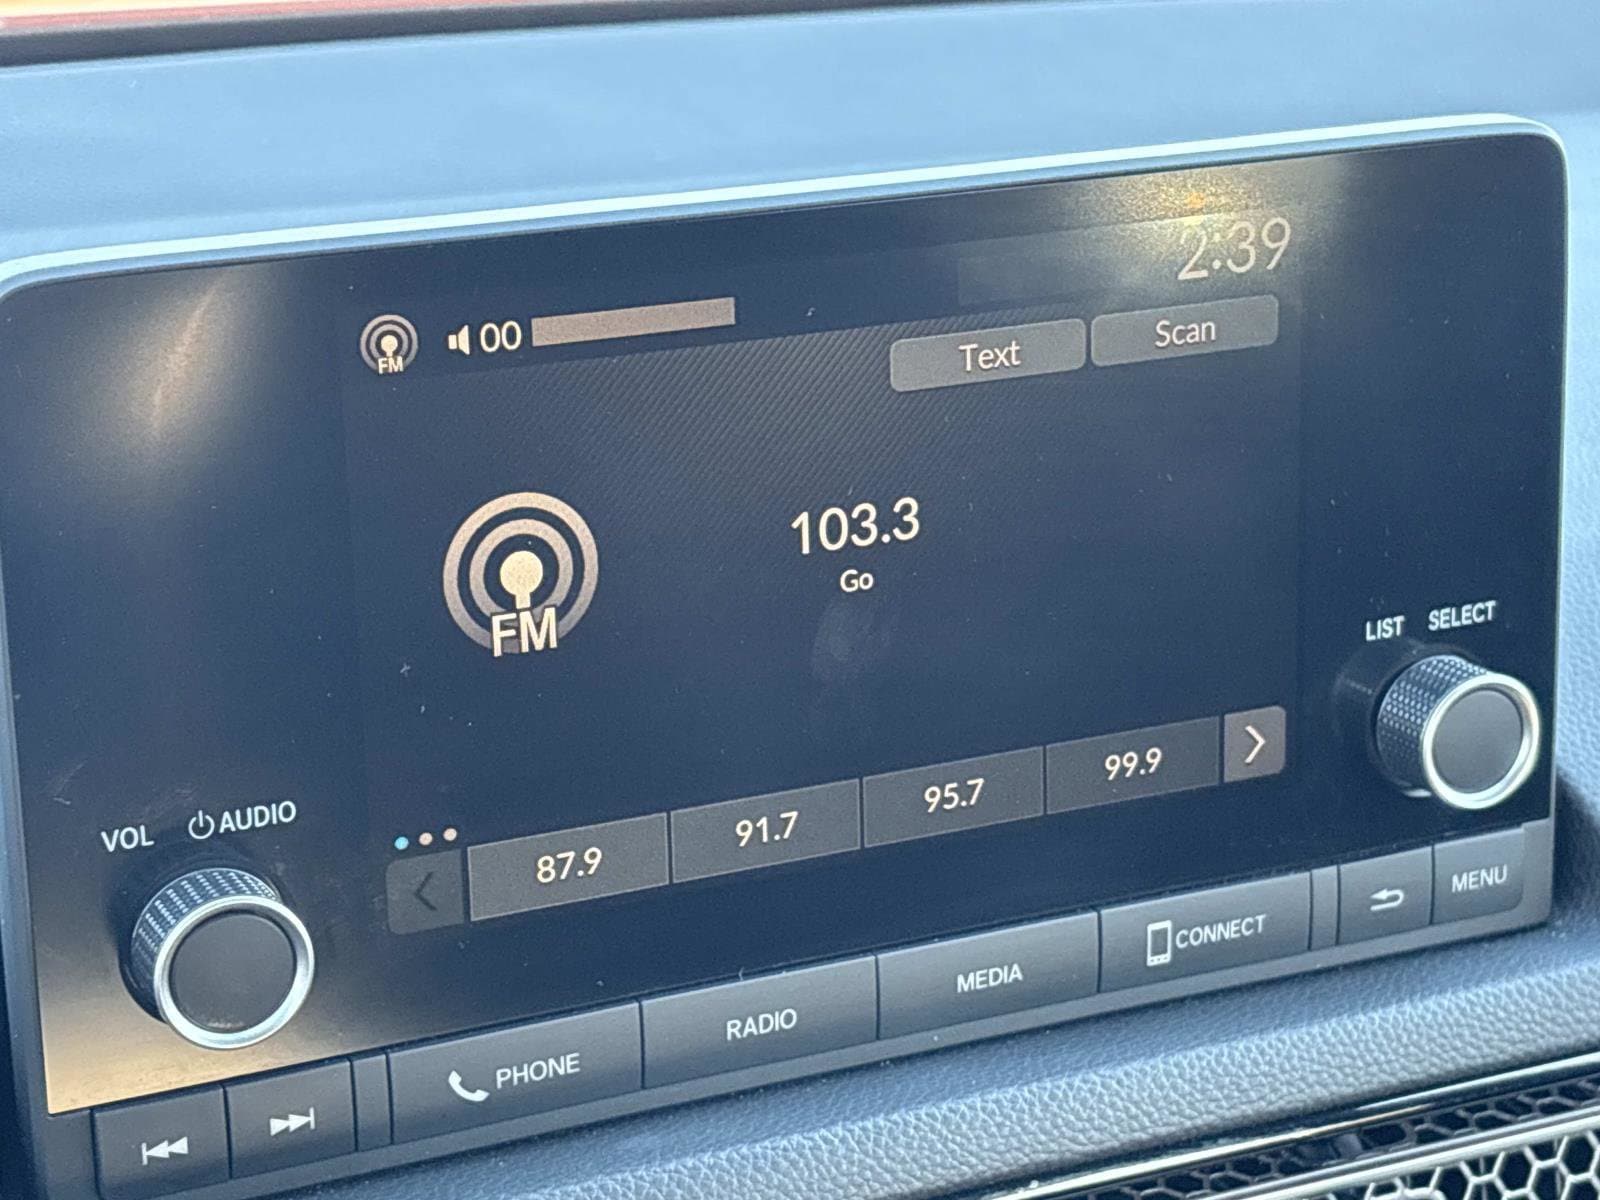 2:39
FM 00
Text Scan
103.3
Go
FM
LIST SELECT
VOL AUDIO
87.9 91.7 95.7 99.9
PHONE RADIO MEDIA CONNECT MENU